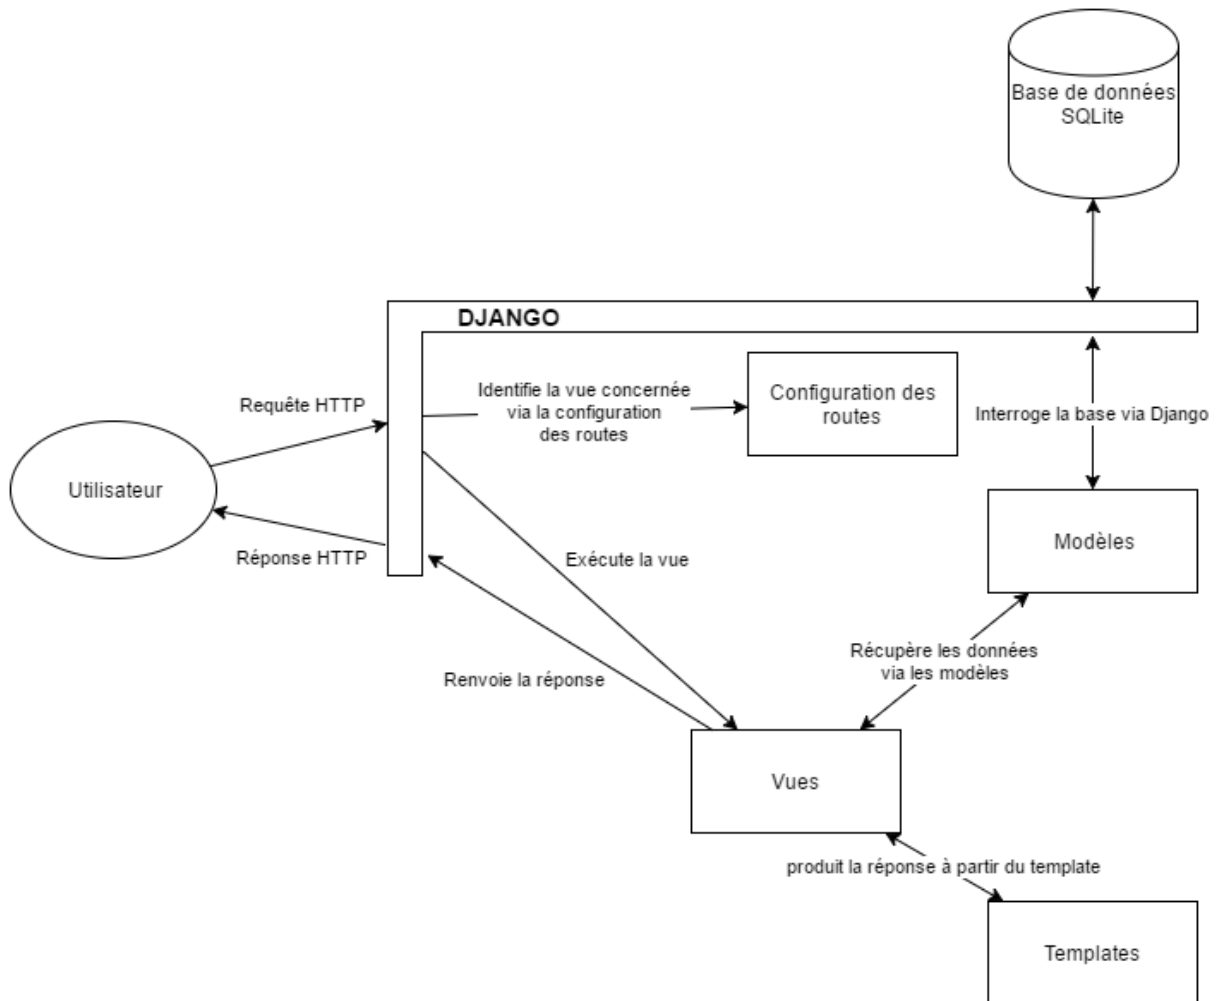 Base de données
SQLite
DJANGO
Identifie la vue concernée
via la configuration
des routes
Configuration des
routes
Requête HTTP
Interroge la base via Django
Utilisateur
Modèles
Réponse HTTP
Exécute la vue
Récupère les données
via les modèles
Renvoie la réponse
Vues
produit la réponse à partir du template
Templates